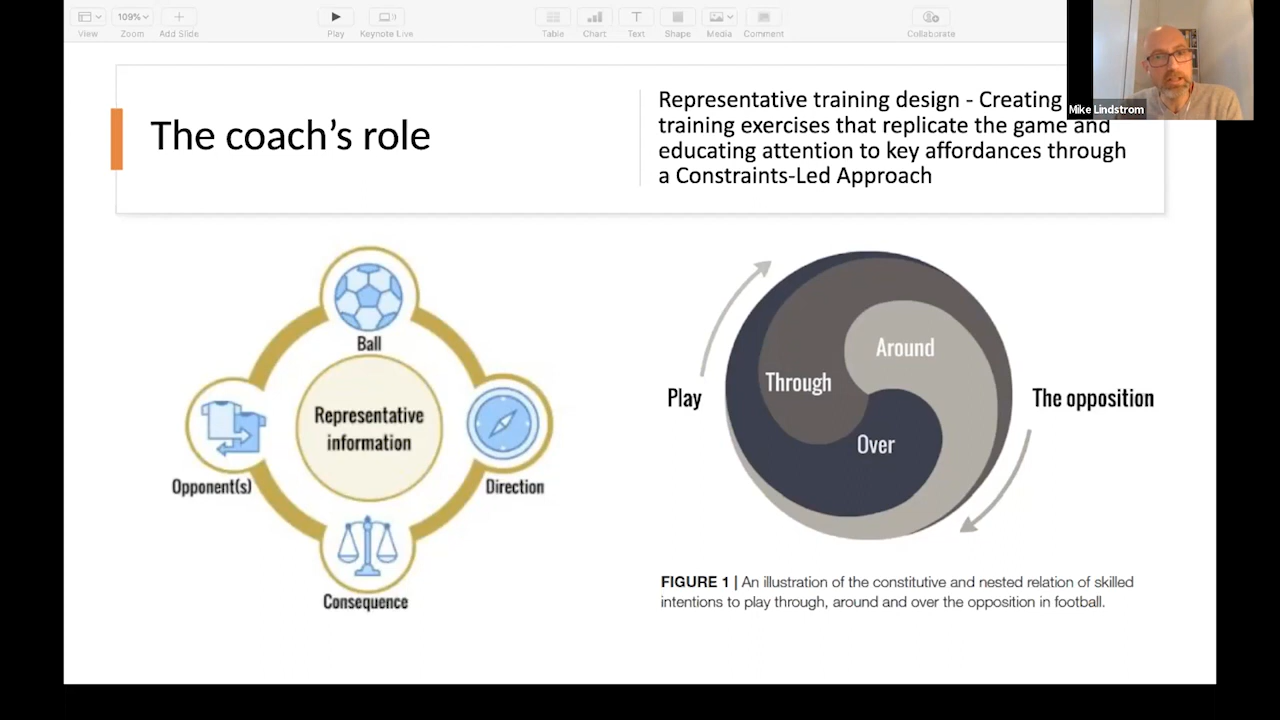 109%
View
Zoom
Add Slide
Play
Keynote Live
Table
Chart
Text
Shape
Media
Comment
Collaborate
Mike Lindstrom
The coach's role
Representative training design - Creating
training exercises that replicate the game and
educating attention to key affordances through
a Constraints-Led Approach
Ball
Representative
information
Opponent(s)
Direction
Consequence
Around
Through
Play
The opposition
Over
FIGURE 1 | An illustration of the constitutive and nested relation of skilled
intentions to play through, around and over the opposition in football.